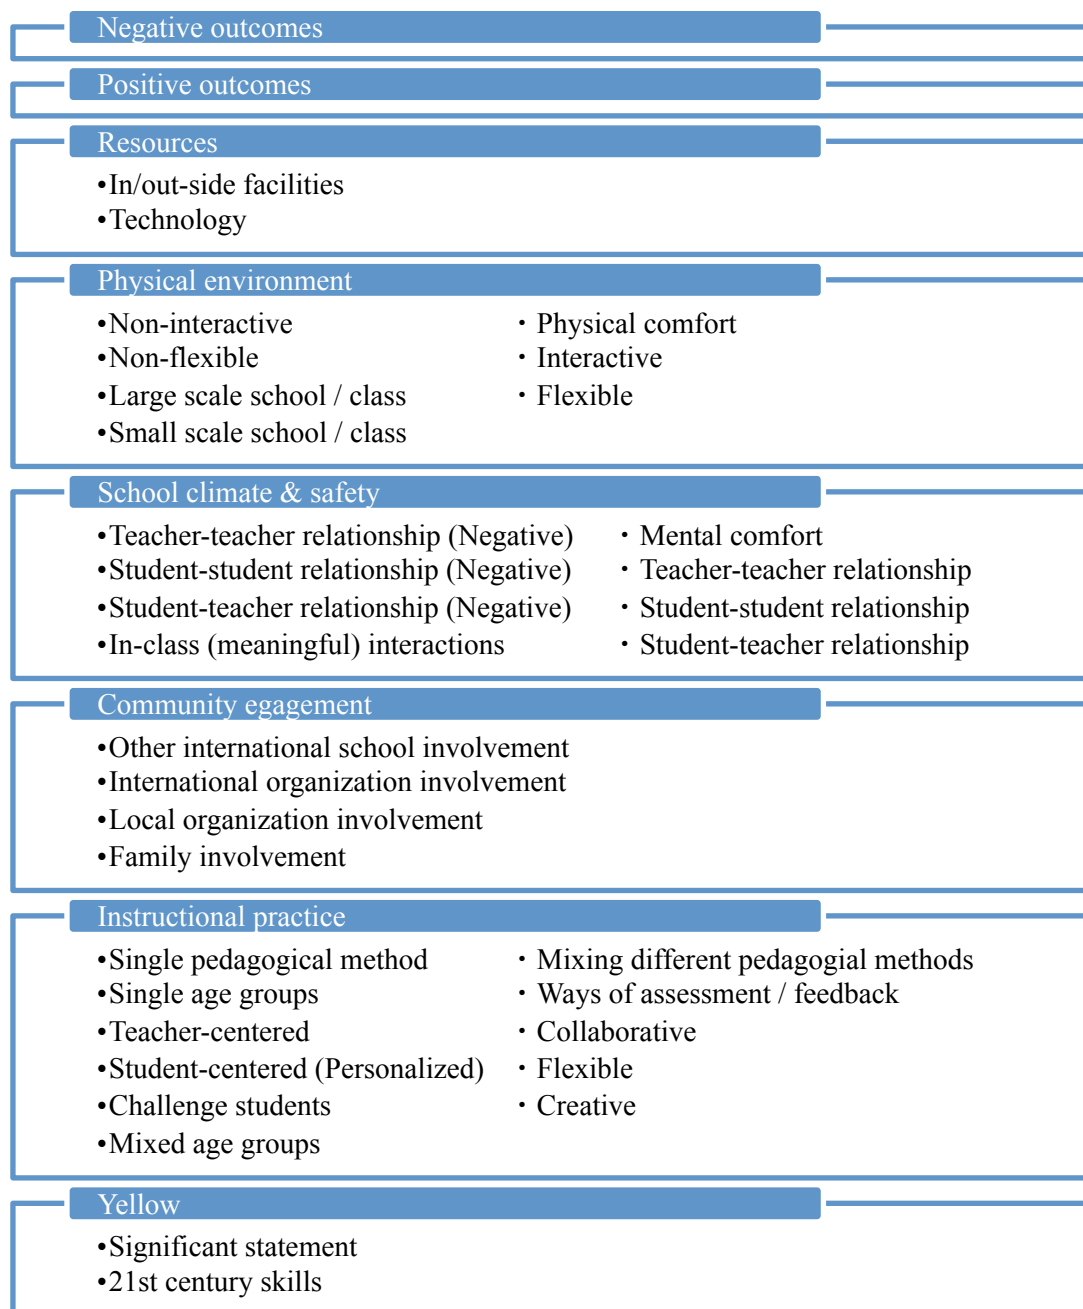 Negative outcomes
Positive outcomes
Resources
•In/out-side facilities
•Technology
Physical environment
•Non-interactive ・Physical comfort
•Non-flexible ・Interactive
•Large scale school / class ・Flexible
•Small scale school / class
School climate & safety
•Teacher-teacher relationship (Negative) ・Mental comfort
•Student-student relationship (Negative) ・Teacher-teacher relationship
•Student-teacher relationship (Negative) ・Student-student relationship
•In-class (meaningful) interactions ・Student-teacher relationship
Community egagement
•Other international school involvement
•International organization involvement
•Local organization involvement
•Family involvement
Instructional practice
•Single pedagogical method ・Mixing different pedagogial methods
•Single age groups ・Ways of assessment / feedback
•Teacher-centered ・Collaborative
•Student-centered (Personalized) ・Flexible
•Challenge students ・Creative
•Mixed age groups
Yellow
•Significant statement
•21st century skills